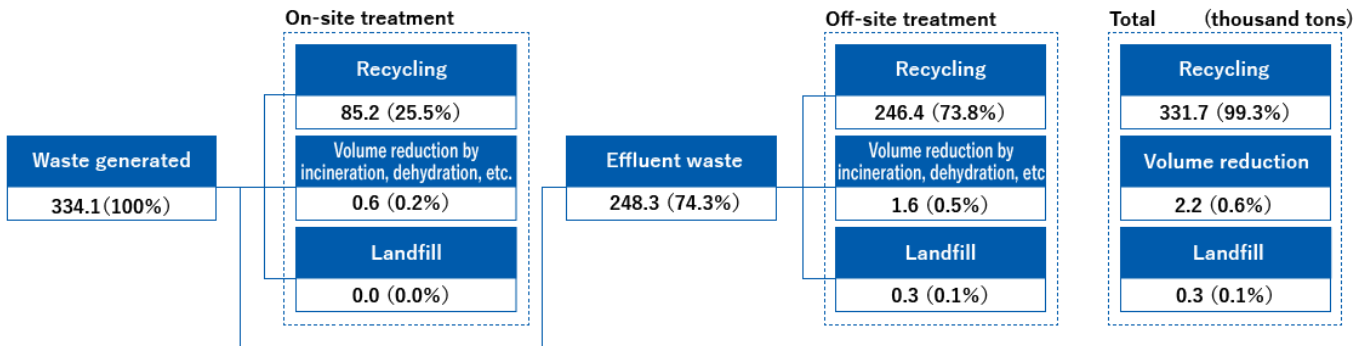 On-site treatment
Off-site treatment
Total (thousand tons)
Recycling
85.2 (25.5%)
Recycling
246.4 (73.8%)
Recycling
331.7 (99.3%)
Waste generated
334.1(100%)
Volume reduction by
incineration, dehydration, etc.
0.6 (0.2%)
Effluent waste
248.3 (74.3%)
Volume reduction by
incineration, dehydration, etc
1.6 (0.5%)
Volume reduction
2.2 (0.6%)
Landfill
0.0 (0.0%)
Landfill
0.3 (0.1%)
Landfill
0.3 (0.1%)